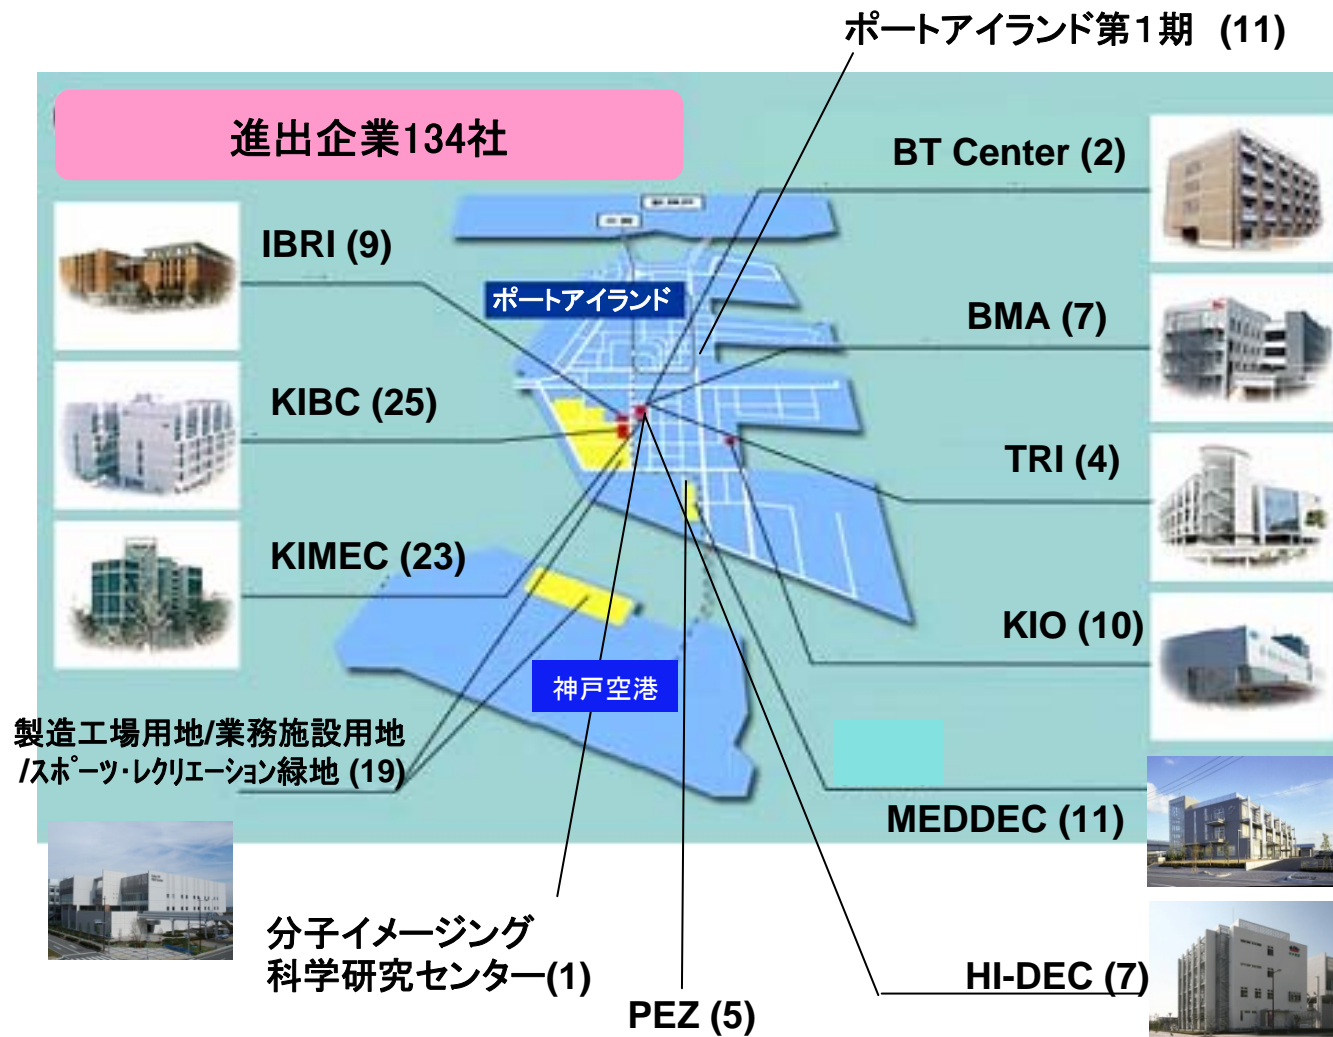 ポートアイランド第１期 (11)
進出企業134社
BT Center (2)
IBRI (9)
ポートアイランド
BMA (7)
KIBC (25)
TRI (4)
KIMEC (23)
KIO (10)
神戸空港
製造工場用地/業務施設用地
/スポーツ･レクリエーション緑地 (19)
MEDDEC (11)
分子イメージング
科学研究センター(1)
HI-DEC (7)
PEZ (5)